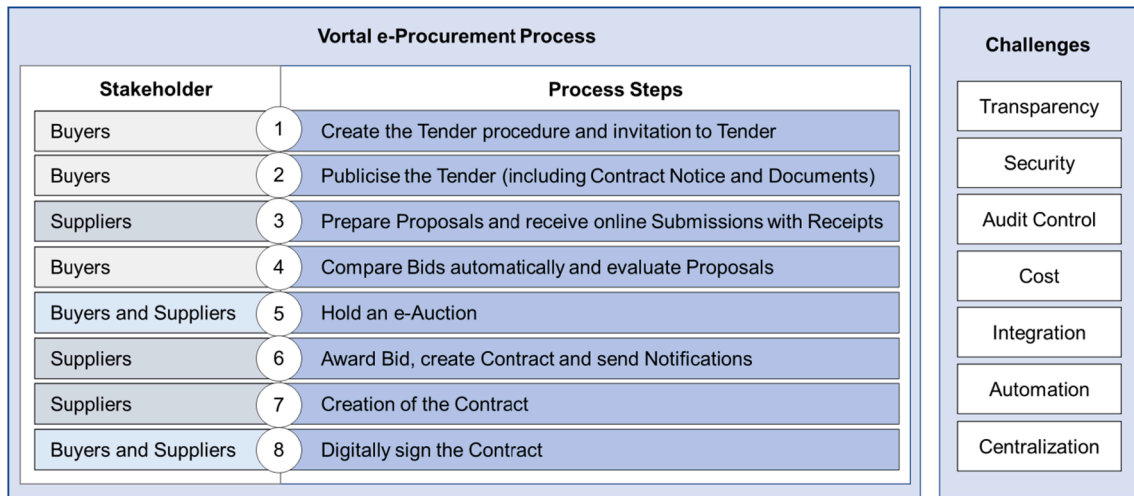 Vortal e-Procurement Process
Stakeholder
Process Steps
Buyers
1
Create the Tender procedure and invitation to Tender
Buyers
2
Publicise the Tender (including Contract Notice and Documents)
Suppliers
3
Prepare Proposals and receive online Submissions with Receipts
Buyers
4
Compare Bids automatically and evaluate Proposals
Buyers and Suppliers
5
Hold an e-Auction
Suppliers
6
Award Bid, create Contract and send Notifications
Suppliers
7
Creation of the Contract
Buyers and Suppliers
8
Digitally sign the Contract
Challenges
Transparency
Security
Audit Control
Cost
Integration
Automation
Centralization